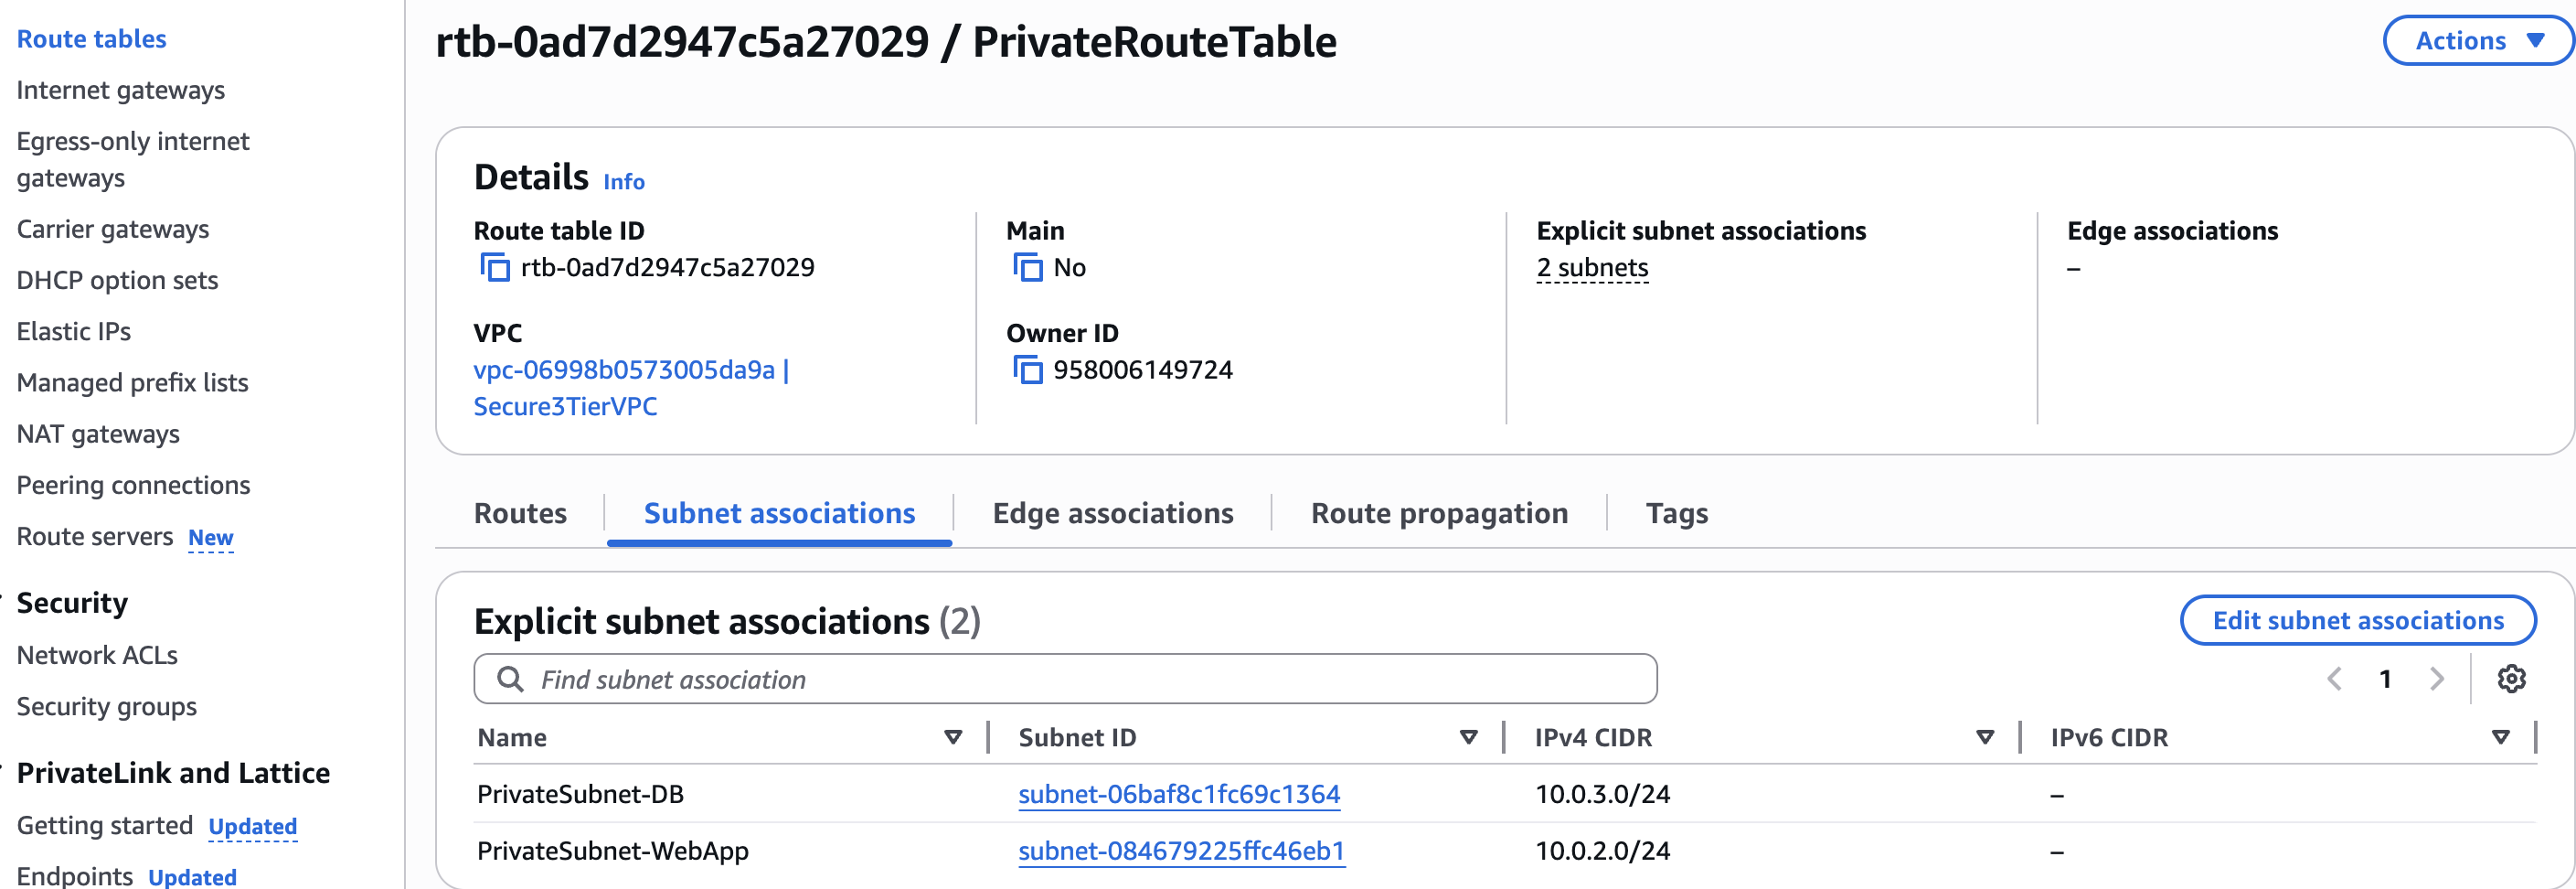 Route tables
Internet gateways
Egress-only internet
gateways
Carrier gateways
DHCP option sets
Elastic IPs
Managed prefix lists
NAT gateways
Peering connections
Route servers New
Security
Network ACLs
Security groups
PrivateLink and Lattice
Getting started Updated
Endpoints Updated
rtb-0ad7d2947c5a27029 / PrivateRouteTable
Actions
Details Info
Route table ID
rtb-0ad7d2947c5a27029
Main
No
Explicit subnet associations
2 subnets
Edge associations
–
VPC
vpc-06998b0573005da9a |
Secure3TierVPC
Owner ID
958006149724
Routes Subnet associations Edge associations Route propagation Tags
Explicit subnet associations (2)
Edit subnet associations
Find subnet association
1
Name Subnet ID IPv4 CIDR IPv6 CIDR
PrivateSubnet-DB subnet-06baf8c1fc69c1364 10.0.3.0/24 –
PrivateSubnet-WebApp subnet-084679225ffc46eb1 10.0.2.0/24 –